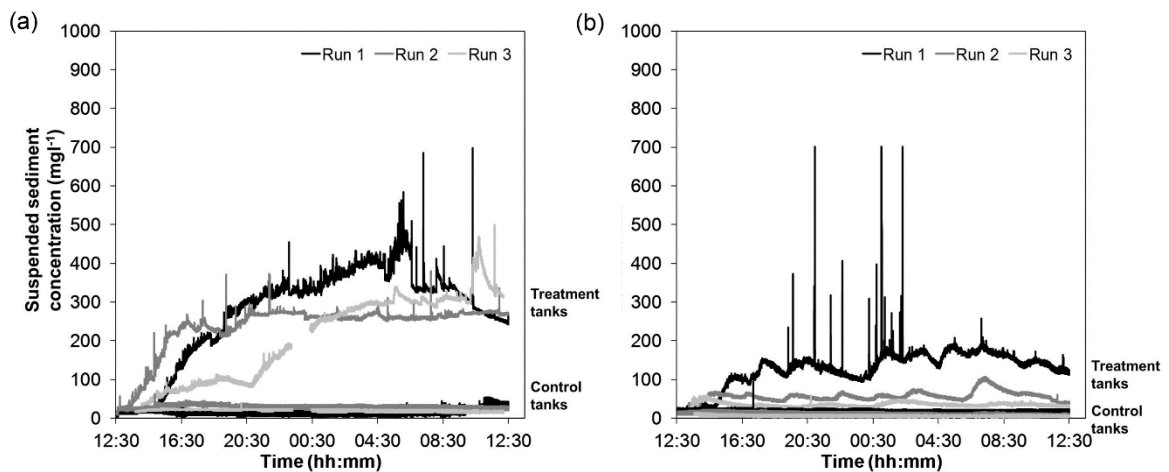 (a)
1000
900
800
700
600
500
400
300
200
100
0
Suspended sediment
concentration (mgl-1)
Run 1 Run 2 Run 3
Treatment
tanks
Control
tanks
12:30 16:30 20:30 00:30 04:30 08:30 12:30
Time (hh:mm)
(b)
1000
900
800
700
600
500
400
300
200
100
0
Run 1 Run 2 Run 3
Treatment
tanks
Control
tanks
12:30 16:30 20:30 00:30 04:30 08:30 12:30
Time (hh:mm)